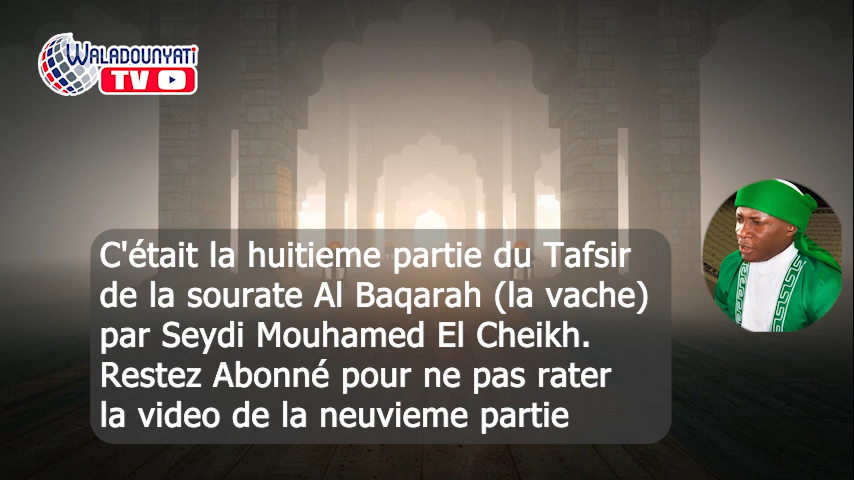 WALADOUNYATI
TV
C'était la huitieme partie du Tafsir
de la sourate Al Baqarah (la vache)
par Seydi Mouhamed El Cheikh.
Restez Abonné pour ne pas rater
la video de la neuvieme partie